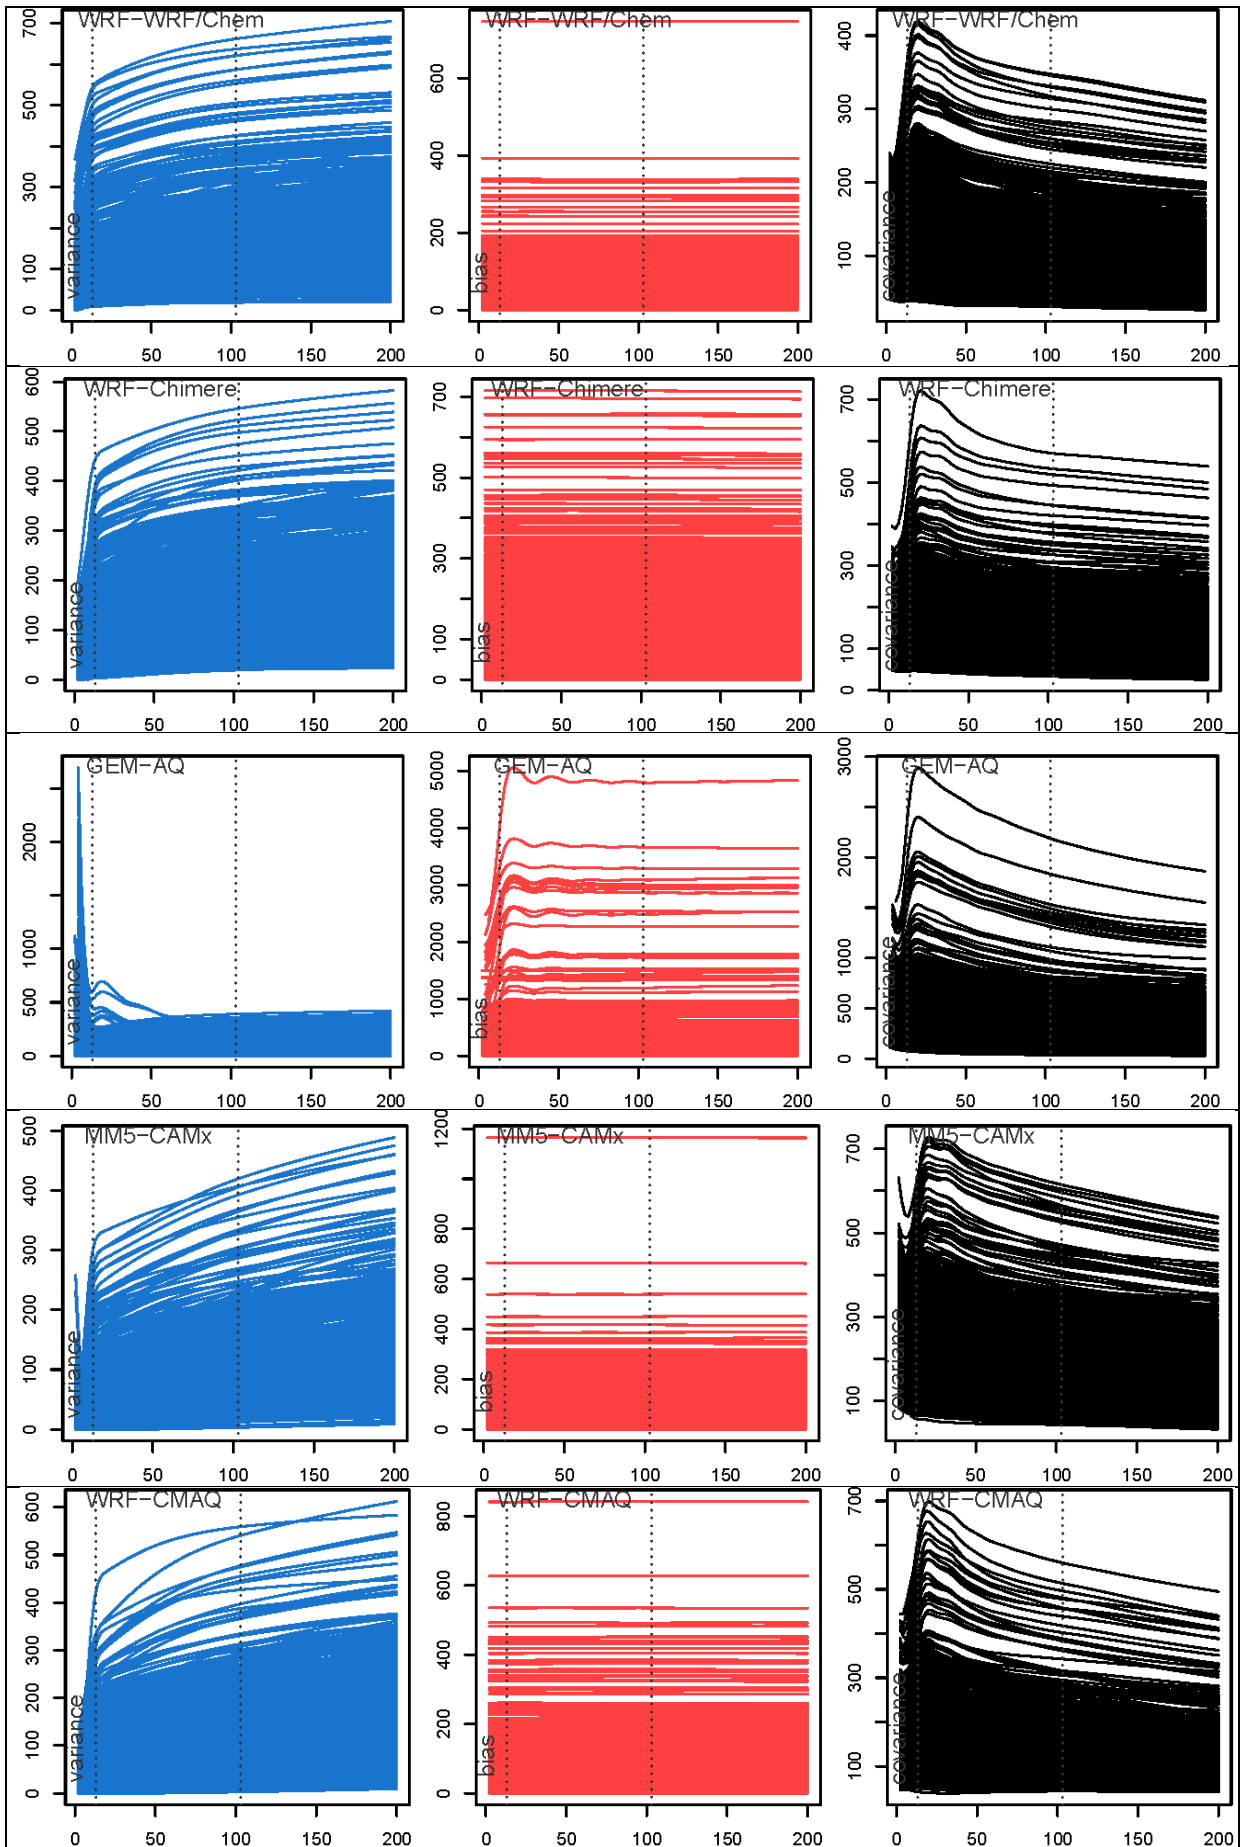 WRF−WRF/Chem
variance
0 100 200 300 400 500 600 700
0 50 100 150 200
WRF−WRF/Chem
bias
0 200 400 600
0 50 100 150 200
WRF−WRF/Chem
covariance
100 200 300 400
0 50 100 150 200
WRF−Chimere
variance
0 100 200 300 400 500 600
0 50 100 150 200
WRF−Chimere
bias
0 100 300 500 700
0 50 100 150 200
WRF−Chimere
covariance
0 100 300 500 700
0 50 100 150 200
GEM−AQ
variance
0 500 1000 2000
0 50 100 150 200
GEM−AQ
bias
0 1000 2000 3000 4000 5000
0 50 100 150 200
GEM−AQ
covariance
0 500 1000 2000 3000
0 50 100 150 200
MM5−CAMx
variance
0 100 200 300 400 500
0 50 100 150 200
MM5−CAMx
bias
0 200 400 600 800 1200
0 50 100 150 200
MM5−CAMx
covariance
100 300 500 700
0 50 100 150 200
WRF−CMAQ
variance
0 100 200 300 400 500 600
0 50 100 150 200
WRF−CMAQ
bias
0 200 400 600 800
0 50 100 150 200
WRF−CMAQ
covariance
100 300 500 700
0 50 100 150 200